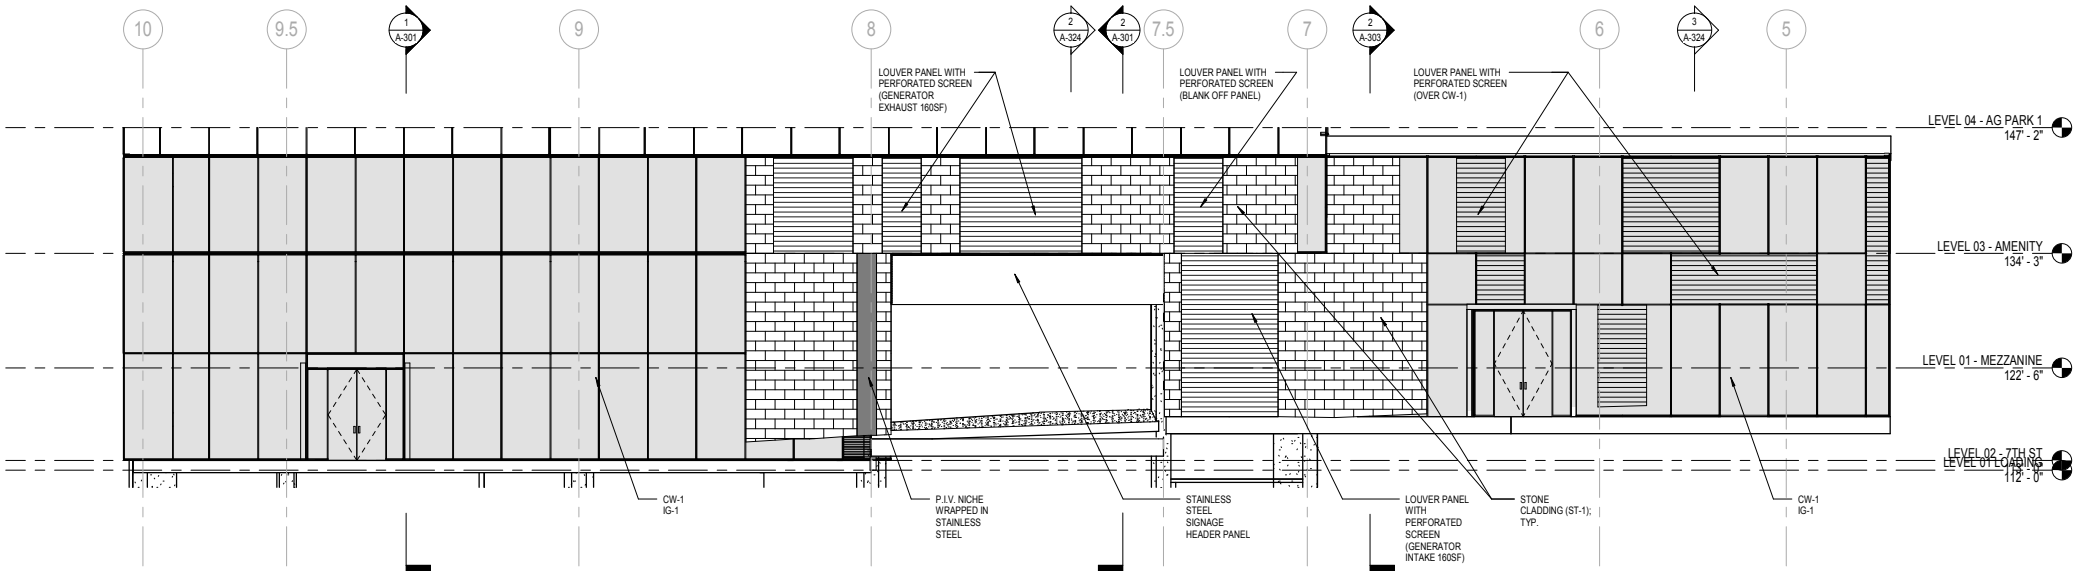 10
9.5
1
A-301
9
8
2
A-324
2
A-301
7.5
7
2
A-303
6
3
A-324
5
LOUVER PANEL WITH
PERFORATED SCREEN
(GENERATOR
EXHAUST 160SF)
LOUVER PANEL WITH
PERFORATED SCREEN
(BLANK OFF PANEL)
LOUVER PANEL WITH
PERFORATED SCREEN
(OVER CW-1)
LEVEL 04 - AG PARK 1
147' - 2"
LEVEL 03 - AMENITY
134' - 3"
LEVEL 01 - MEZZANINE
122' - 6"
LEVEL 02 - 7TH ST
LEVEL 01 LOADING
112' - 0"
CW-1
IG-1
P.I.V. NICHE
WRAPPED IN
STAINLESS
STEEL
STAINLESS
STEEL
SIGNAGE
HEADER PANEL
LOUVER PANEL
WITH
PERFORATED
SCREEN
(GENERATOR
INTAKE 160SF)
STONE
CLADDING (ST-1);
TYP.
CW-1
IG-1